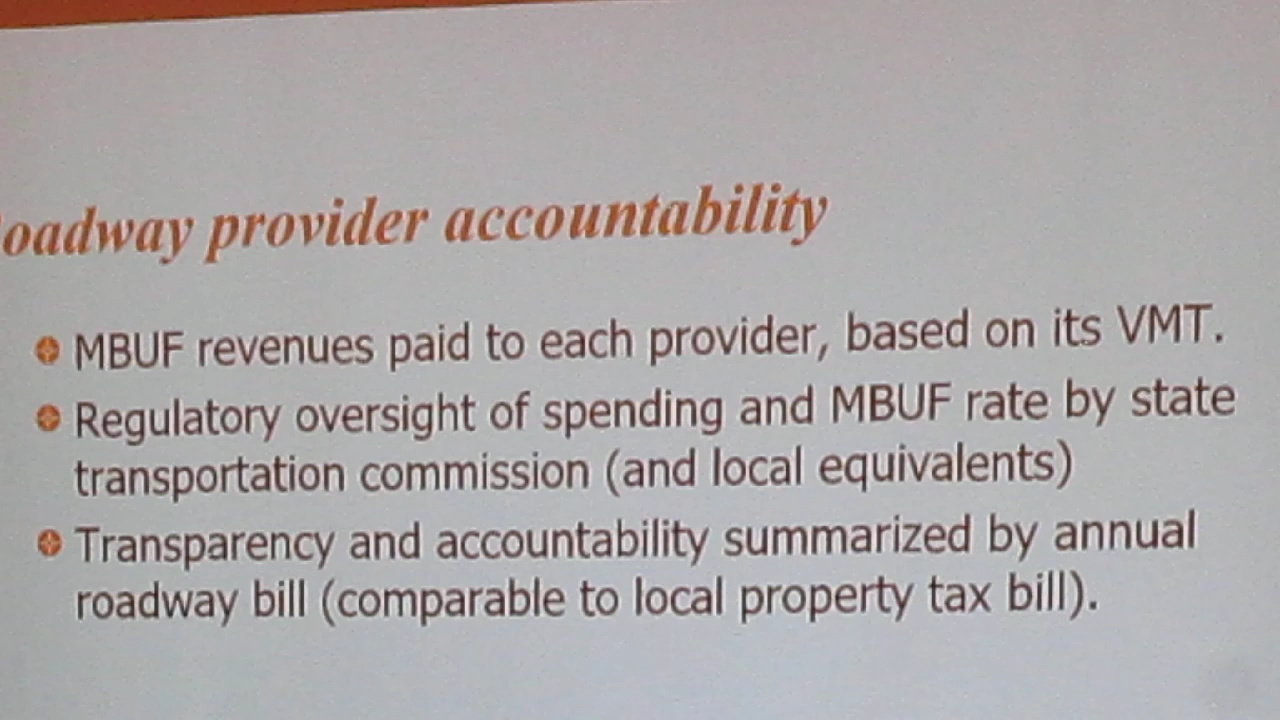 oadway provider accountability
MBUF revenues paid to each provider, based on its VMT.
Regulatory oversight of spending and MBUF rate by state
transportation commission (and local equivalents)
Transparency and accountability summarized by annual
roadway bill (comparable to local property tax bill).